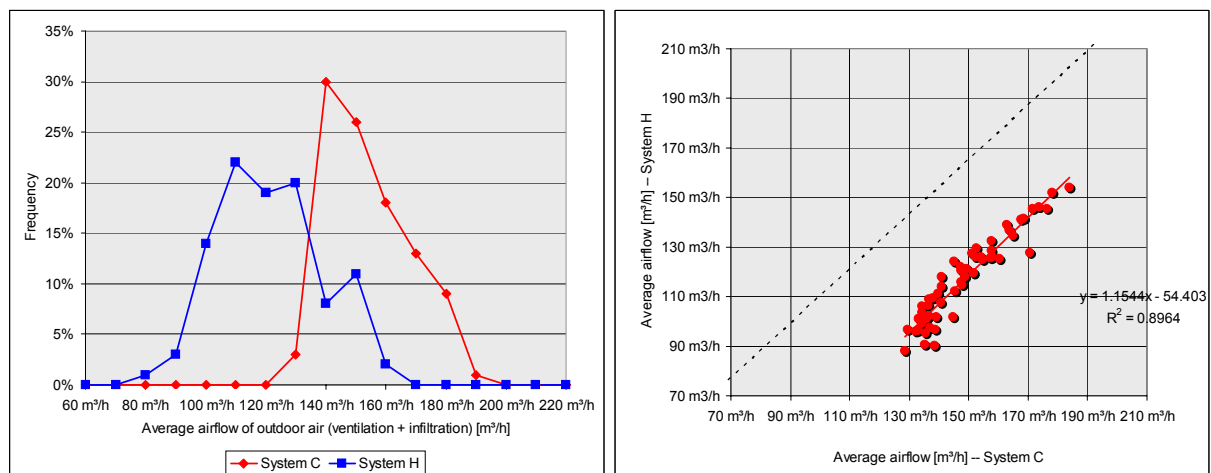 35%
30%
25%
20%
15%
10%
5%
0%
Frequency
60 m³/h 80 m³/h 100 m³/h 120 m³/h 140 m³/h 160 m³/h 180 m³/h 200 m³/h 220 m³/h
Average airflow of outdoor air (ventilation + infiltration) [m³/h]
System C System H
210 m3/h
190 m3/h
170 m3/h
150 m3/h
130 m3/h
110 m3/h
90 m3/h
70 m3/h
Average airflow [m³/h] – System H
y = 1.1544x - 54.403
R² = 0.8964
70 m³/h 90 m³/h 110 m³/h 130 m³/h 150 m³/h 170 m³/h 190 m³/h 210 m³/h
Average airflow [m³/h] -- System C